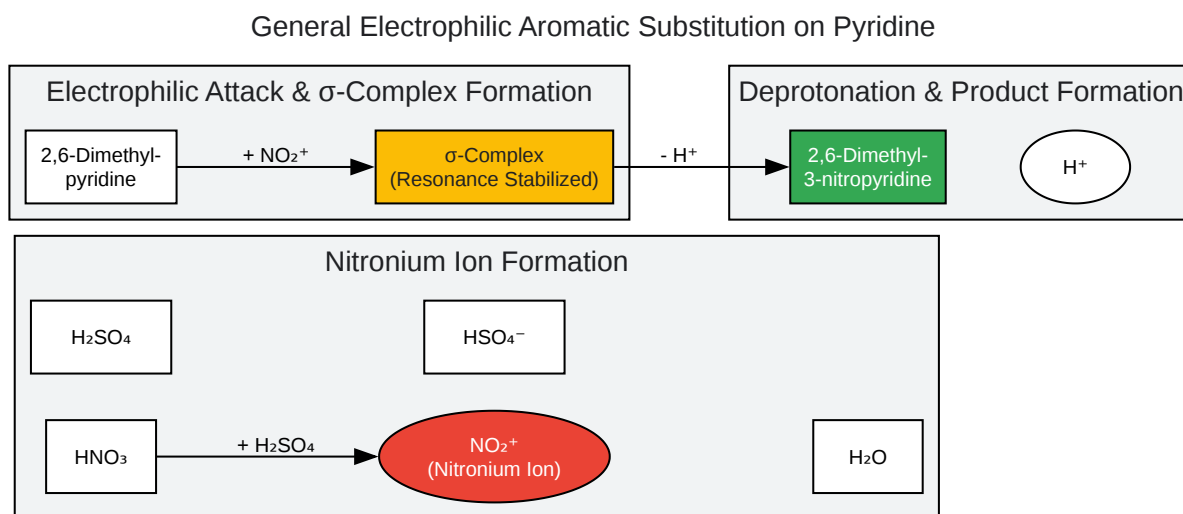 General Electrophilic Aromatic Substitution on Pyridine
Electrophilic Attack & σ-Complex Formation
2,6-Dimethyl-
pyridine
+ NO₂⁺
σ-Complex
(Resonance Stabilized)
- H⁺
Deprotonation & Product Formation
2,6-Dimethyl-
3-nitropyridine
H⁺
Nitronium Ion Formation
H₂SO₄
HSO₄⁻
HNO₃
+ H₂SO₄
NO₂⁺
(Nitronium Ion)
H₂O